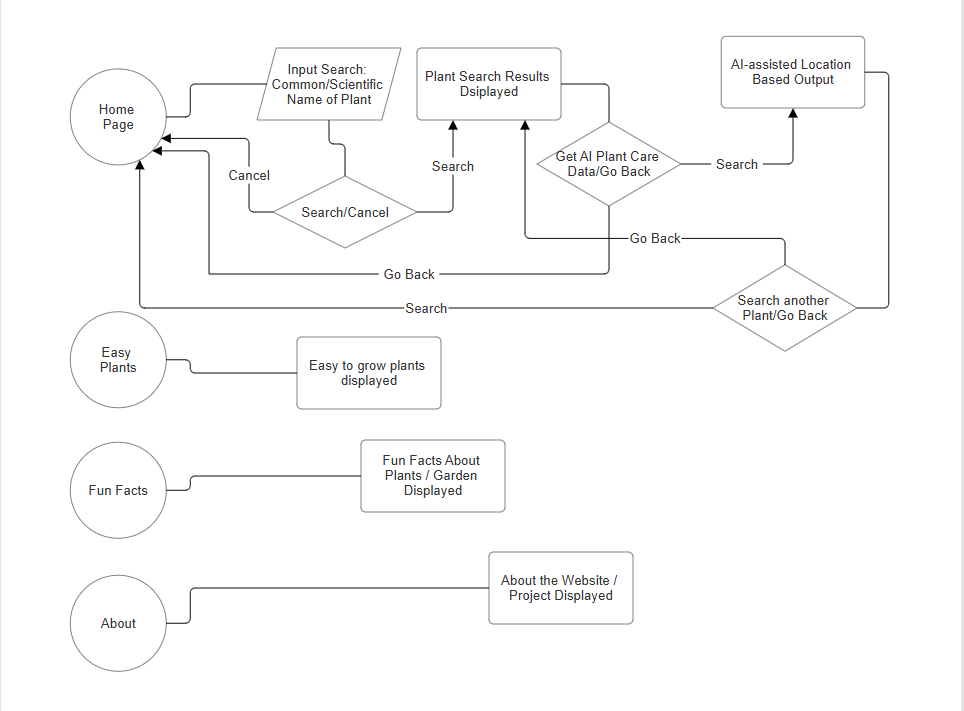 Home
Page
Input Search:
Common/Scientific
Name of Plant
Plant Search Results
Dsiplayed
AI-assisted Location
Based Output
Get AI Plant Care
Data/Go Back
Search
Search
Cancel
Search/Cancel
Go Back
Go Back
Search another
Plant/Go Back
Search
Easy
Plants
Easy to grow plants
displayed
Fun Facts
Fun Facts About
Plants / Garden
Displayed
About
About the Website /
Project Displayed